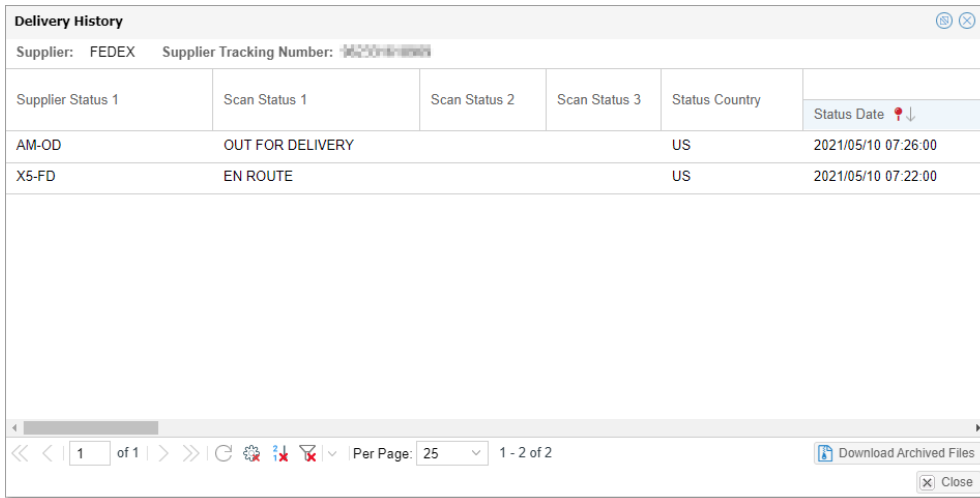 Delivery History
Supplier: FEDEX Supplier Tracking Number:
Supplier Status 1 Scan Status 1 Scan Status 2 Scan Status 3 Status Country Status Date
AM-OD OUT FOR DELIVERY US 2021/05/10 07:26:00
X5-FD EN ROUTE US 2021/05/10 07:22:00
1 of 1 Per Page: 25 1 - 2 of 2 Download Archived Files
Close